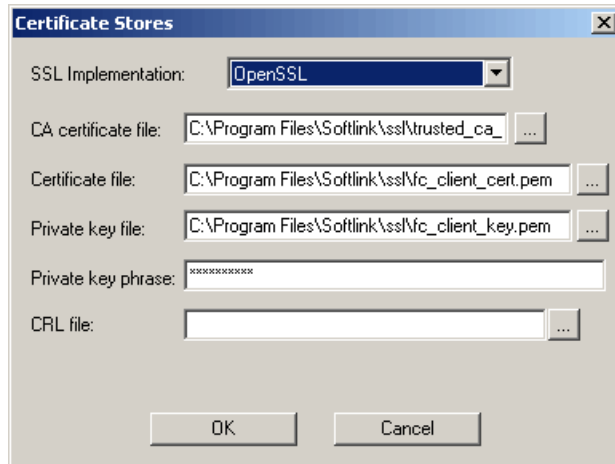 Certificate Stores
SSL Implementation: OpenSSL
CA certificate file: C:\Program Files\Softlink\ssl\trusted_ca_ ...
Certificate file: C:\Program Files\Softlink\ssl\fc_client_cert.pem ...
Private key file: C:\Program Files\Softlink\ssl\fc_client_key.pem ...
Private key phrase: **********
CRL file: ...
OK Cancel